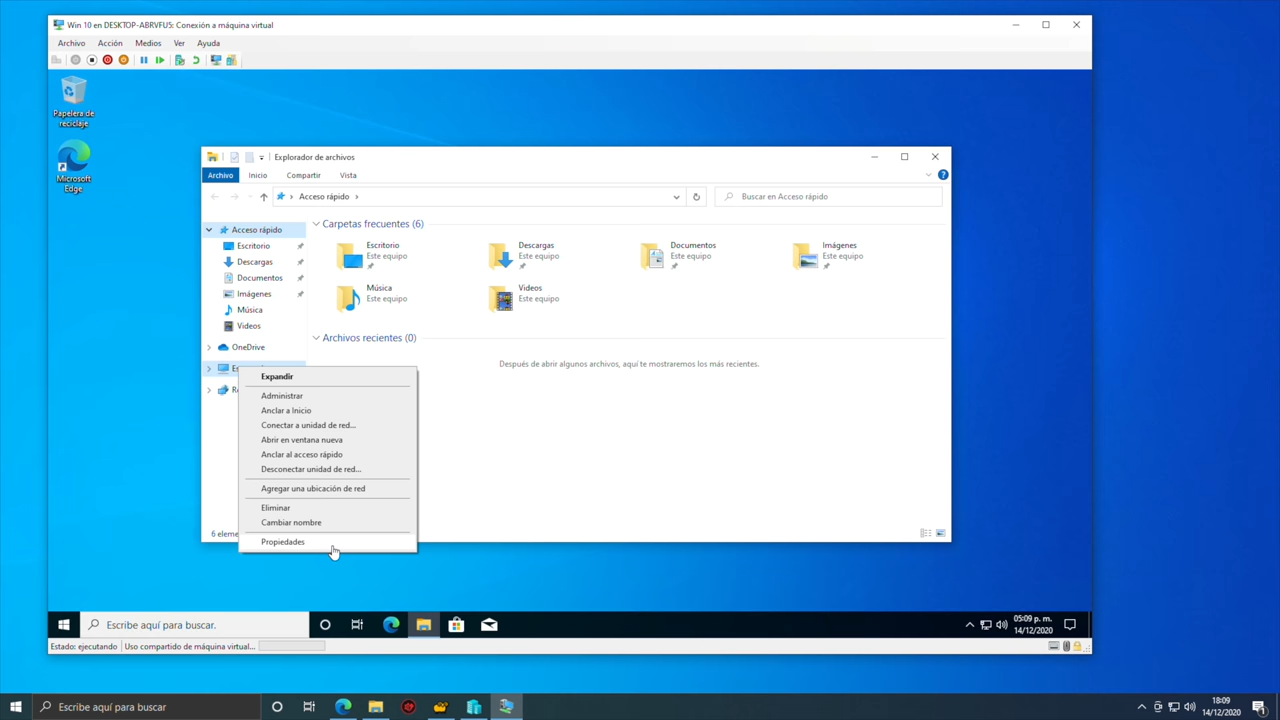 Win 10 en DESKTOP-ABRVFU5: Conexión a máquina virtual
Archivo Acción Medios Ver Ayuda
Papelera de
reciclaje
Microsoft
Edge
Explorador de archivos
Archivo Inicio Compartir Vista
Acceso rápido
Buscar en Acceso rápido
Acceso rápido
Escritorio
Descargas
Documentos
Imágenes
Música
Videos
OneDrive
Carpetas frecuentes (6)
Escritorio
Este equipo
Descargas
Este equipo
Documentos
Este equipo
Imágenes
Este equipo
Música
Este equipo
Videos
Este equipo
Archivos recientes (0)
Después de abrir algunos archivos, aquí te mostraremos los más recientes.
Expandir
Administrar
Anclar a Inicio
Conectar a unidad de red...
Abrir en ventana nueva
Anclar al acceso rápido
Desconectar unidad de red...
Agregar una ubicación de red
Eliminar
Cambiar nombre
Propiedades
6 eleme
Escribe aquí para buscar.
05:09 p. m.
14/12/2020
Estado: ejecutando Uso compartido de máquina virtual...
Escribe aquí para buscar
18:09
14/12/2020
1